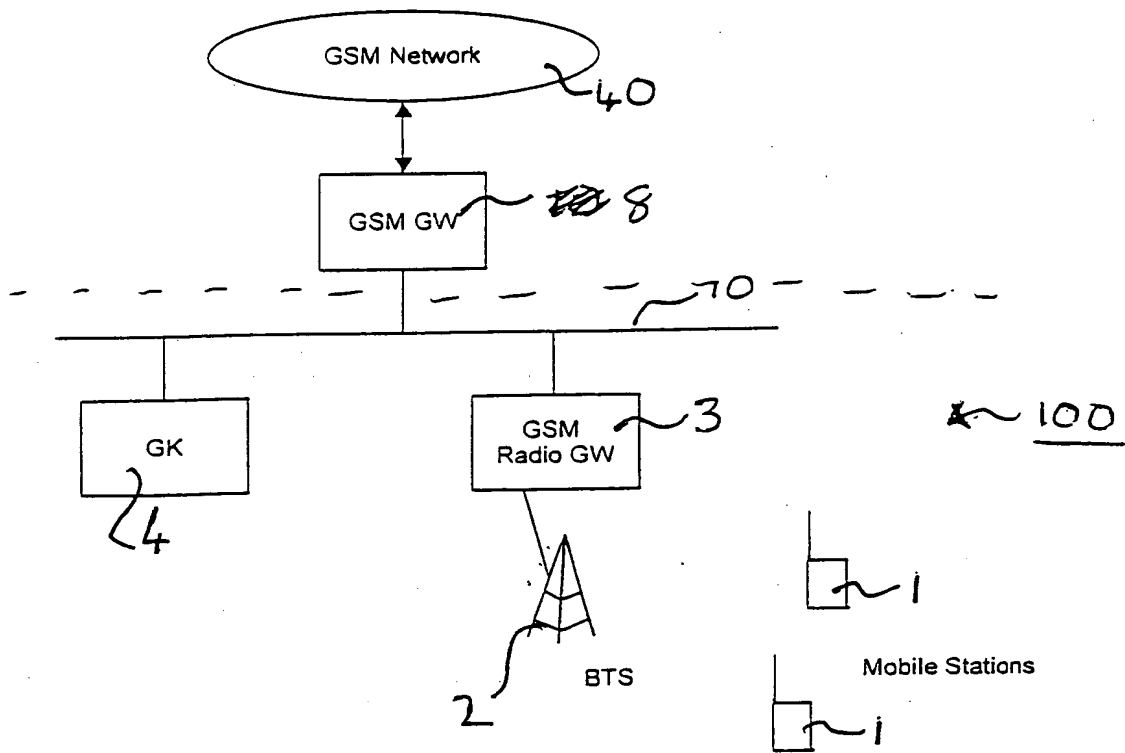 GSM Network
40
GSM GW
8
70
GK
4
GSM
Radio GW
3
100
1
2
BTS
Mobile Stations
1